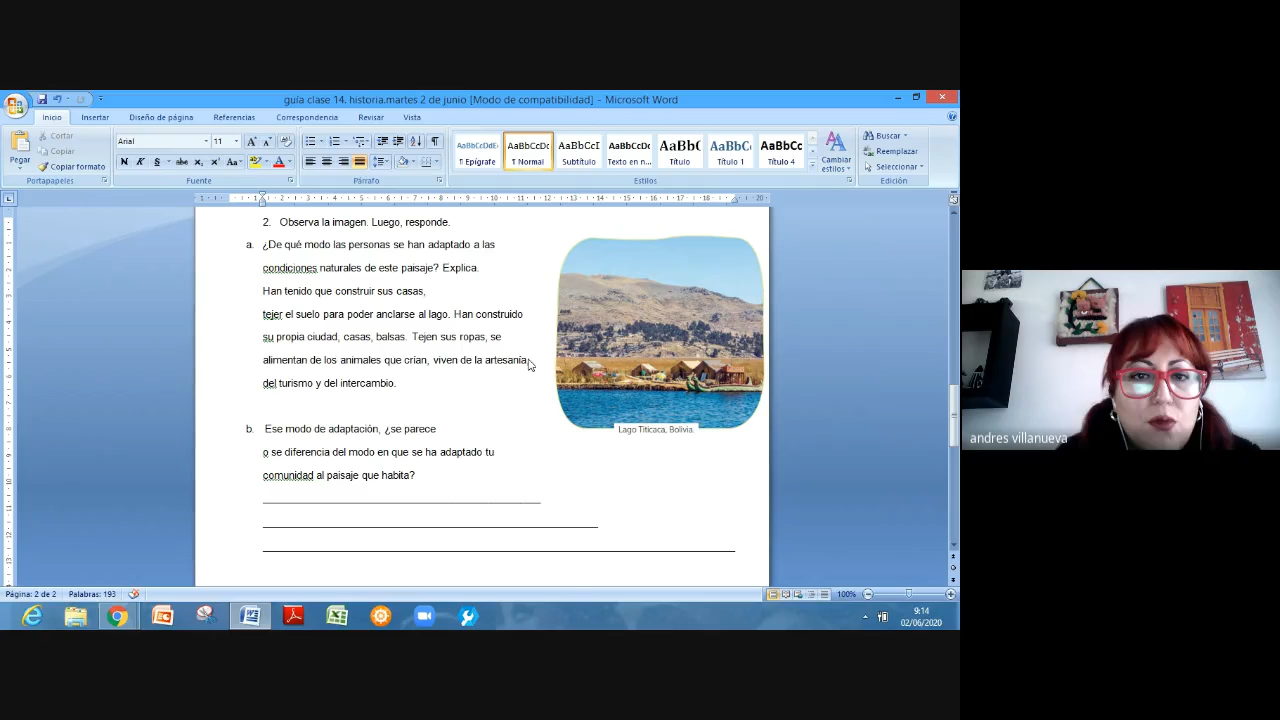 guía clase 14. historia.martes 2 de junio [Modo de compatibilidad] - Microsoft Word
Inicio Insertar Diseño de página Referencias Correspondencia Revisar Vista
Pegar
Cortar
Copiar
Copiar formato
Portapapeles
Arial 11
N K S abc x₂ x² Aa
Fuente
Párrafo
AaBbCcDdE AaBbCcDc AaBbCcI AaBbCcDc AaBb( AaBbCc AaBbCc
¶ Epígrafe ¶ Normal Subtítulo Texto en n... Título Título 1 Título 4
Cambiar
estilos
Estilos
Buscar
Reemplazar
Seleccionar
Edición
2. Observa la imagen. Luego, responde.
a. ¿De qué modo las personas se han adaptado a las
condiciones naturales de este paisaje? Explica.
Han tenido que construir sus casas,
tejer el suelo para poder anclarse al lago. Han construido
su propia ciudad, casas, balsas. Tejen sus ropas, se
alimentan de los animales que crían, viven de la artesanía
del turismo y del intercambio.
Lago Titicaca, Bolivia.
b. Ese modo de adaptación, ¿se parece
o se diferencia del modo en que se ha adaptado tu
comunidad al paisaje que habita?
Página: 2 de 2 Palabras: 193 100%
9:14
02/06/2020
andres villanueva